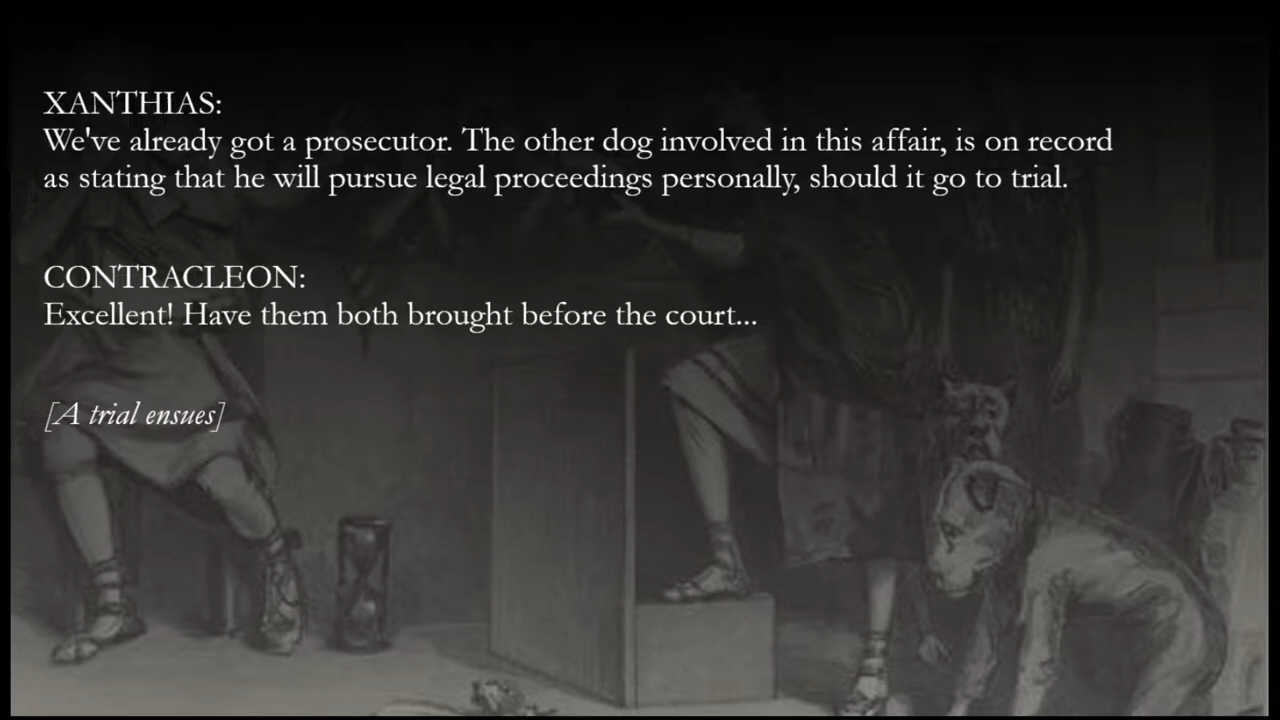 XANTHIAS:
We've already got a prosecutor. The other dog involved in this affair, is on record
as stating that he will pursue legal proceedings personally, should it go to trial.
CONTRACLEON:
Excellent! Have them both brought before the court...
[A trial ensues]